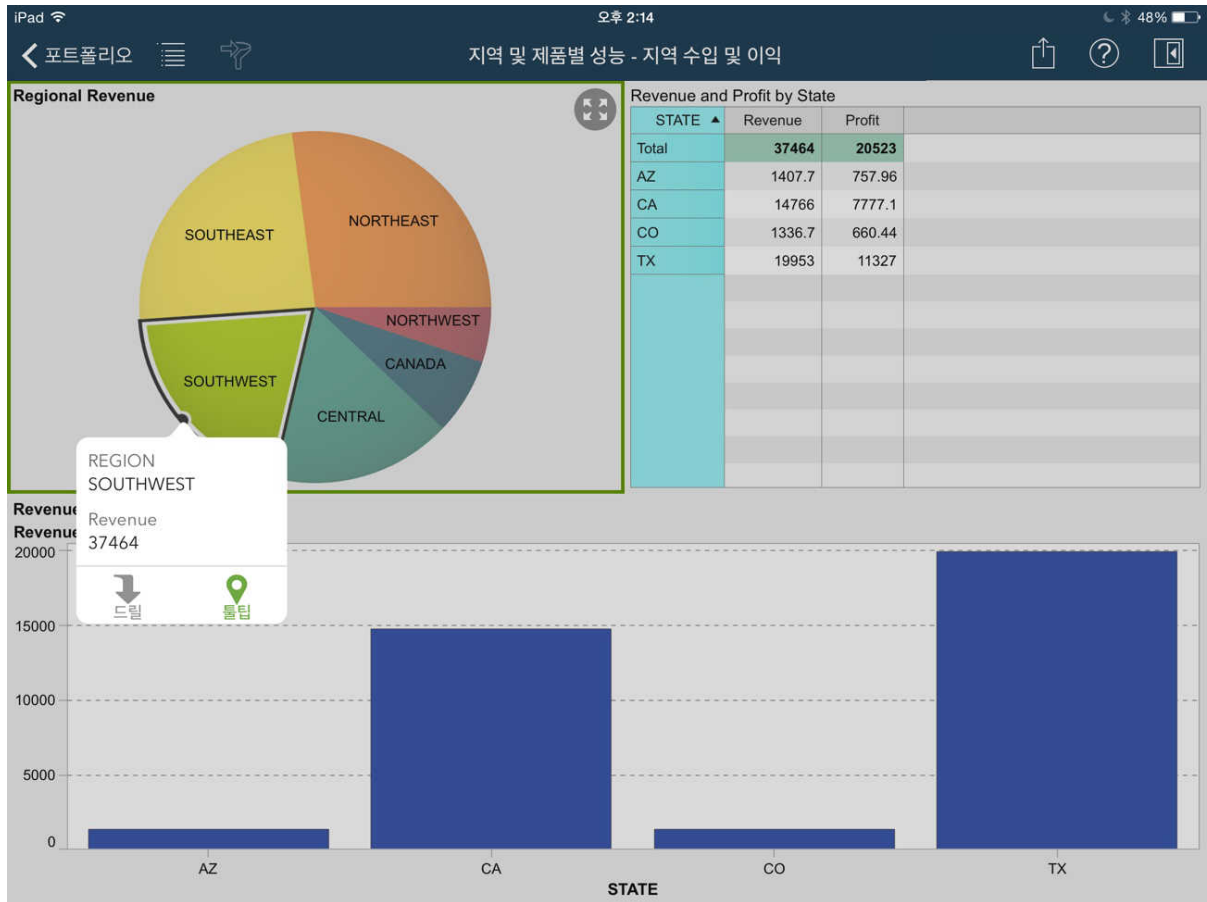 iPad 오후 2:14 48%
포트폴리오 지역 및 제품별 성능 - 지역 수입 및 이익 ?
Regional Revenue
NORTHEAST
SOUTHEAST
NORTHWEST
CANADA
SOUTHWEST
CENTRAL
REGION
SOUTHWEST
Revenue
37464
드릴 툴팁
Revenue and Profit by State
STATE Revenue Profit
Total 37464 20523
AZ 1407.7 757.96
CA 14766 7777.1
CO 1336.7 660.44
TX 19953 11327
Revenue
Revenue
20000
15000
10000
5000
0
AZ CA CO TX
STATE